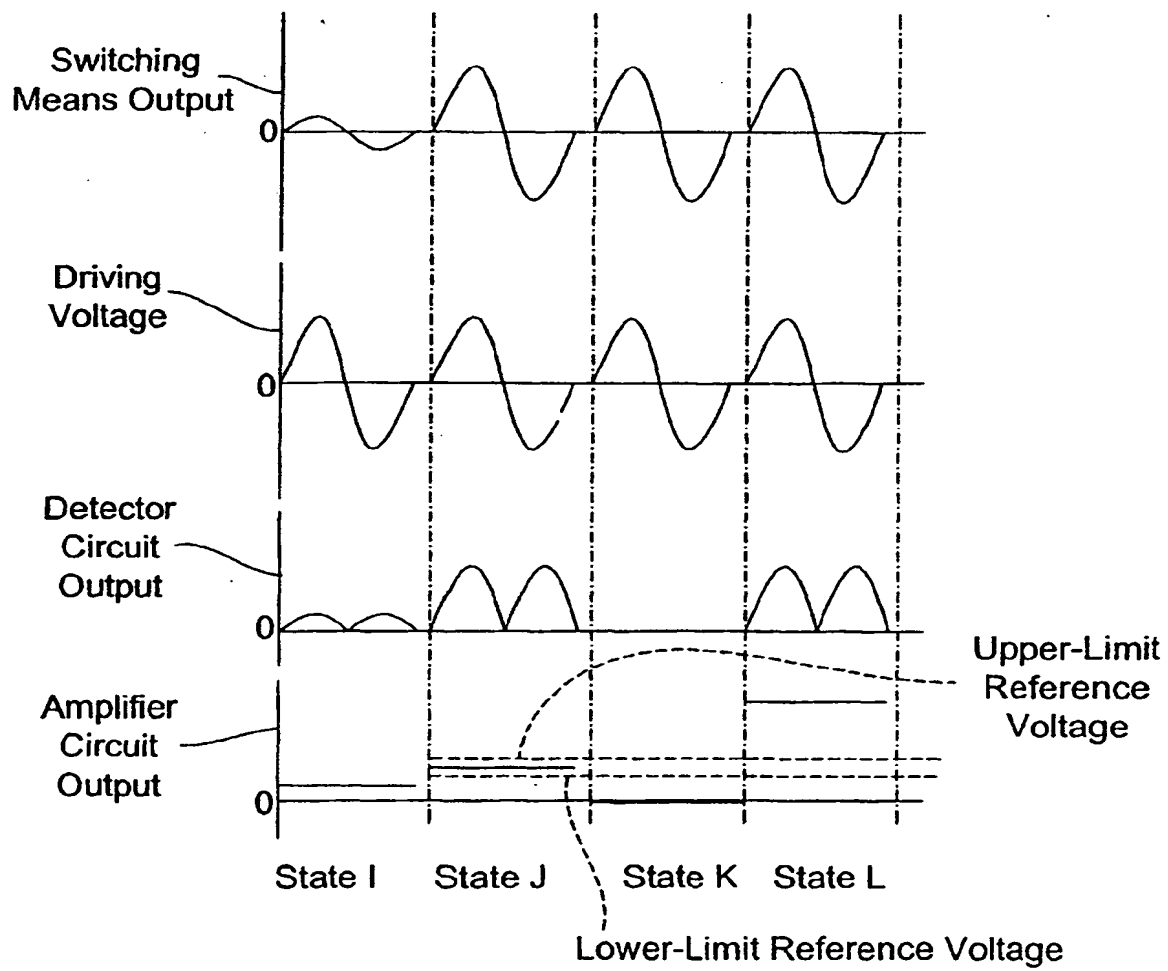 Switching
Means Output
0
Driving
Voltage
0
Detector
Circuit
Output
0
Upper-Limit
Reference
Voltage
Amplifier
Circuit
Output
0
State I
State J
State K
State L
Lower-Limit Reference Voltage